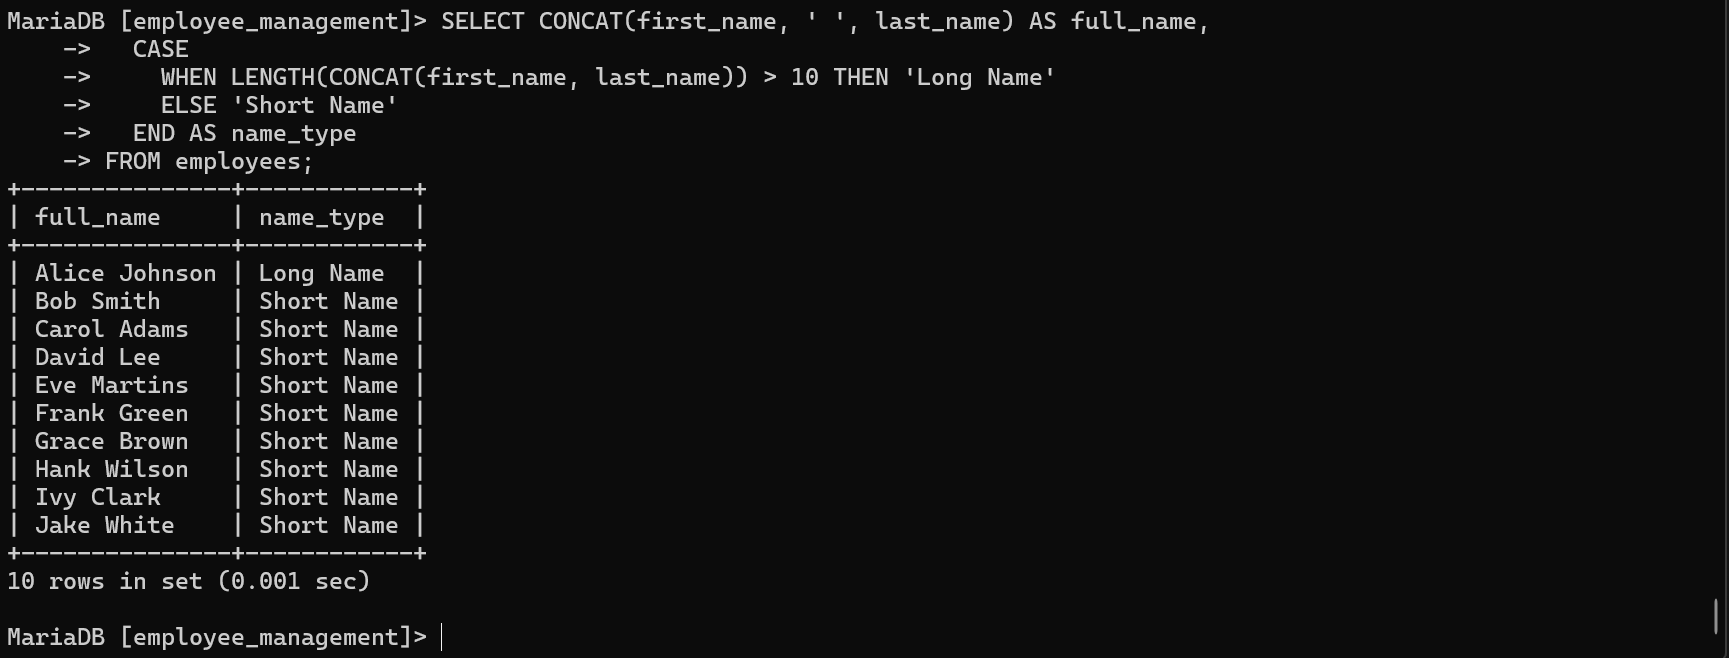 MariaDB [employee_management]> SELECT CONCAT(first_name, ' ', last_name) AS full_name,
    ->   CASE
    ->     WHEN LENGTH(CONCAT(first_name, last_name)) > 10 THEN 'Long Name'
    ->     ELSE 'Short Name'
    ->   END AS name_type
    -> FROM employees;
+---------------+------------+
| full_name     | name_type  |
+---------------+------------+
| Alice Johnson | Long Name  |
| Bob Smith     | Short Name |
| Carol Adams   | Short Name |
| David Lee     | Short Name |
| Eve Martins   | Short Name |
| Frank Green   | Short Name |
| Grace Brown   | Short Name |
| Hank Wilson   | Short Name |
| Ivy Clark     | Short Name |
| Jake White    | Short Name |
+---------------+------------+
10 rows in set (0.001 sec)

MariaDB [employee_management]>